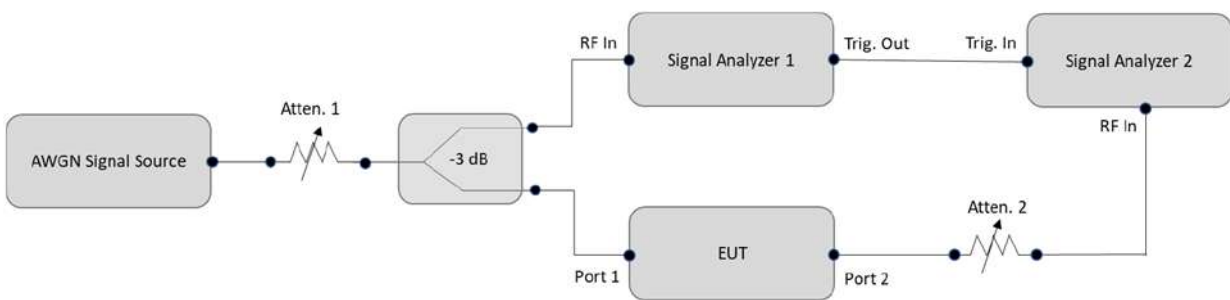 RF In
Signal Analyzer 1
Trig. Out
Trig. In
Signal Analyzer 2
RF In
Atten. 1
AWGN Signal Source
-3 dB
Atten. 2
EUT
Port 1
Port 2